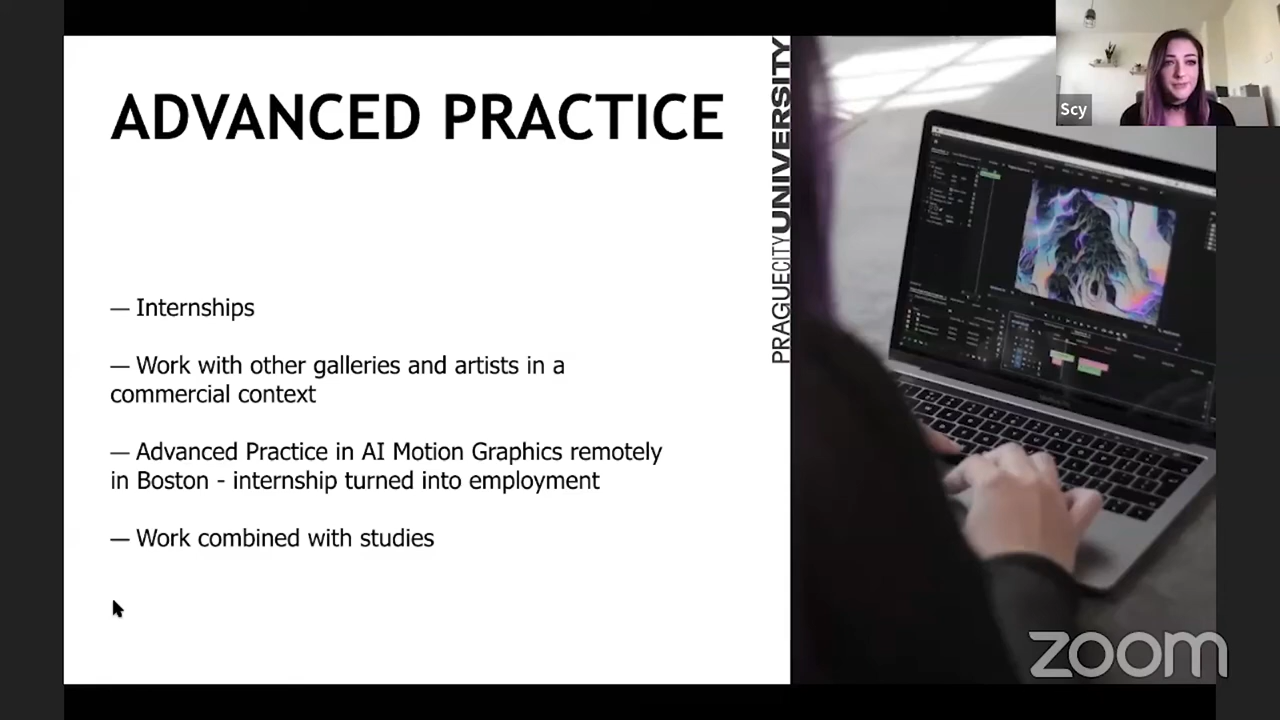 ADVANCED PRACTICE
— Internships
— Work with other galleries and artists in a
commercial context
— Advanced Practice in AI Motion Graphics remotely
in Boston - internship turned into employment
— Work combined with studies
PRAGUECITYUNIVERSITY
Scy
zoom